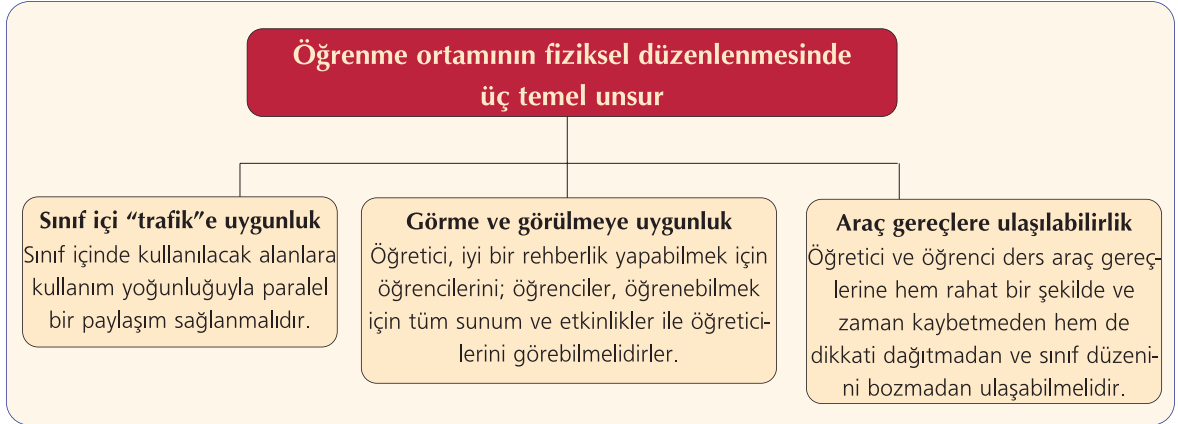 Öğrenme ortamının fiziksel düzenlenmesinde
üç temel unsur
Sınıf içi “trafik”e uygunluk
Sınıf içinde kullanılacak alanlara
kullanım yoğunluğuyla paralel
bir paylaşım sağlanmalıdır.
Görme ve görülmeye uygunluk
Öğretici, iyi bir rehberlik yapabilmek için
öğrencilerini; öğrenciler, öğrenebilmek
için tüm sunum ve etkinlikler ile öğretici-
lerini görebilmelidirler.
Araç gereçlere ulaşılabilirlik
Öğretici ve öğrenci ders araç gereç-
lerine hem rahat bir şekilde ve
zaman kaybetmeden hem de
dikkati dağıtmadan ve sınıf düzeni-
ni bozmadan ulaşabilmelidir.